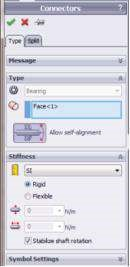 Connectors ?
Type Split
Message
Type
Bearing
Face<1>
Allow self-alignment
Stiffness
SI
Rigid
Flexible
0 N/m
0 N/m
Stabilize shaft rotation
Symbol Settings